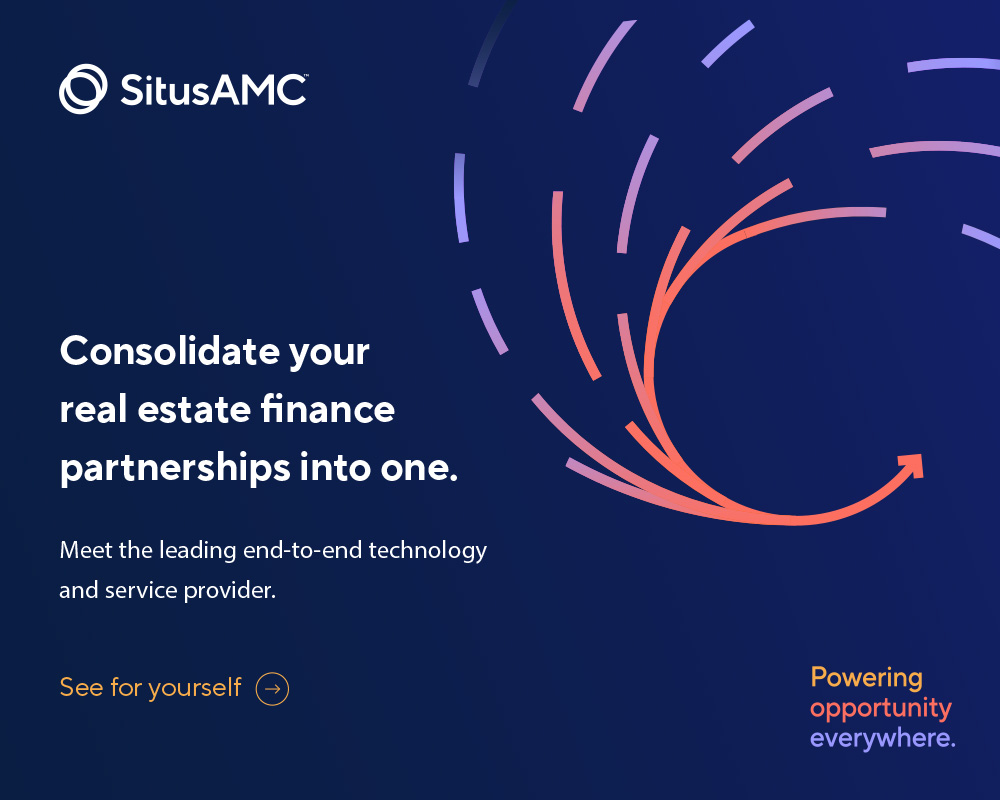 SitusAMC™
Consolidate your
real estate finance
partnerships into one.
Meet the leading end-to-end technology
and service provider.
See for yourself
Powering
opportunity
everywhere.